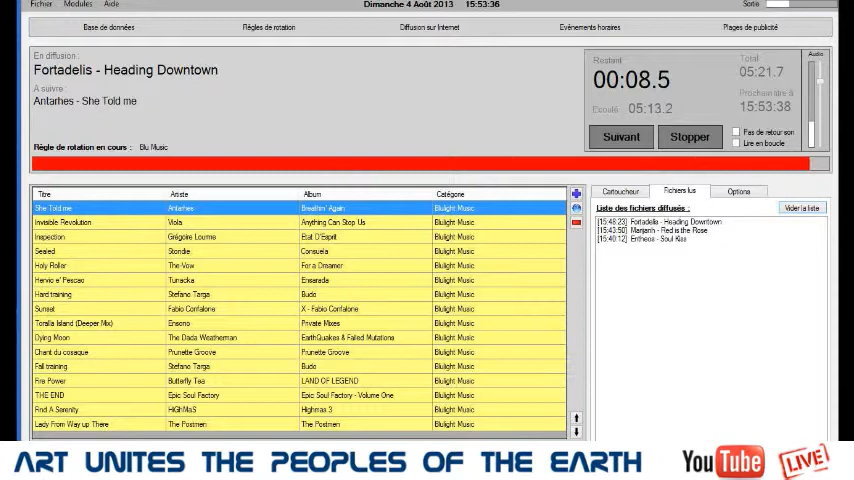 Fichier Modules Aide Dimanche 4 Août 2013 15:53:36 Sortie
Base de données Règles de rotation Diffusion sur Internet Evénements horaires Plages de publicité
En diffusion :
Fortadelis - Heading Downtown
A suivre :
Antarhes - She Told me
Règle de rotation en cours : Blu Music
Restant
00:08.5
Ecoulé 05:13.2
Total
05:21.7
Prochaine à
15:53:38
Audio
Suivant Stopper
Pas de retour son
Lire en boucle
Titre Artiste Album Catégorie
She Told me Antarhes Breathin' Again Blulight Music
Invisible Revolution Viola Anything Can Stop Us Blulight Music
Inspection Grégoire Lourme Etat D'Esprit Blulight Music
Sealed Stondie Consuela Blulight Music
Holy Roller The Vow For a Dreamer Blulight Music
Hervio e' Pescao Tunacka Ensarada Blulight Music
Hard training Stefano Targa Budo Blulight Music
Sunset Fabio Confalone X - Fabio Confalone Blulight Music
Toralla Island (Deeper Mix) Ensono Private Mixes Blulight Music
Dying Moon The Dada Weatherman EarthQuakes & Failed Mutations Blulight Music
Chant du cosaque Prunette Groove Prunette Groove Blulight Music
Fall training Stefano Targa Budo Blulight Music
Fire Power Butterfly Tea LAND OF LEGEND Blulight Music
THE END Epic Soul Factory Epic Soul Factory - Volume One Blulight Music
Find A Serenity HiGhMaS Highmas 3 Blulight Music
Lady From Way up There The Postmen The Postmen Blulight Music
Cartoucheur Fichiers lus Options
Liste des fichiers diffusés : Vider la liste
[15:48:23] Fortadelis - Heading Downtown
[15:43:50] Marjanh - Red is the Rose
[15:40:12] Entheos - Soul Kiss
ART UNITES THE PEOPLES OF THE EARTH YouTube LIVE